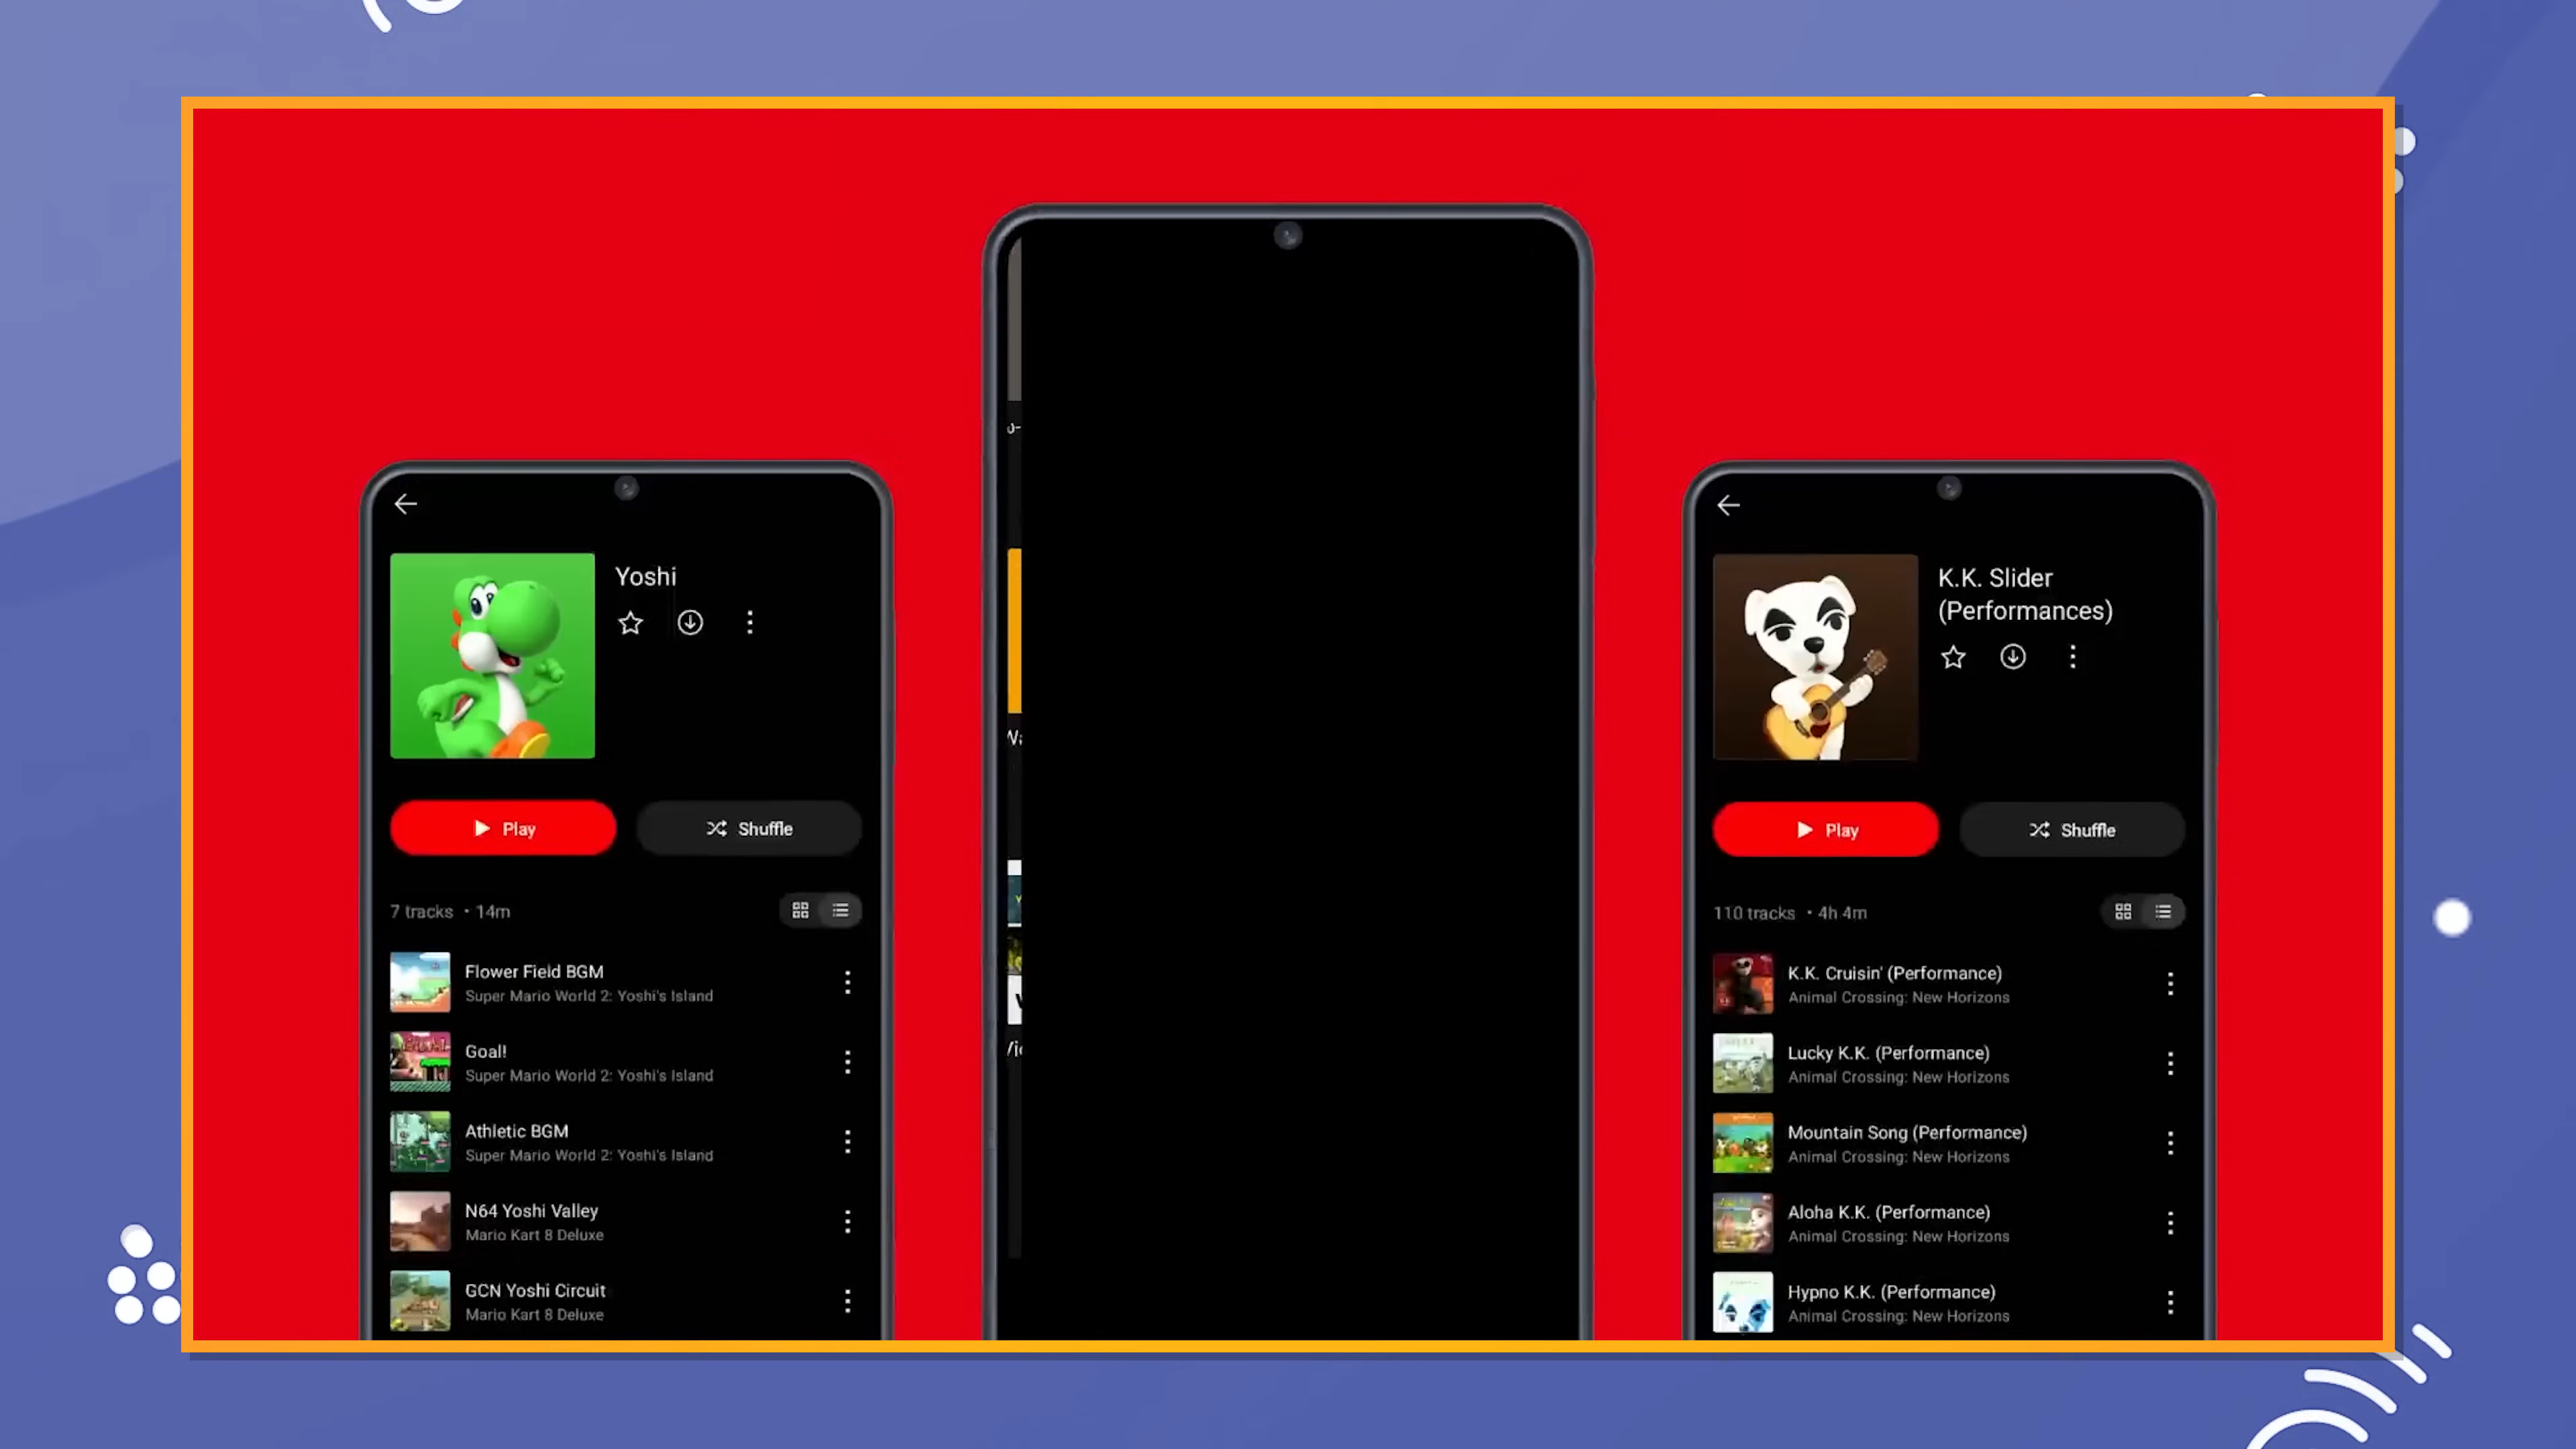 Yoshi
Play
Shuffle
7 tracks · 14m
Flower Field BGM
Super Mario World 2: Yoshi's Island
Goal!
Super Mario World 2: Yoshi's Island
Athletic BGM
Super Mario World 2: Yoshi's Island
N64 Yoshi Valley
Mario Kart 8 Deluxe
GCN Yoshi Circuit
Mario Kart 8 Deluxe
K.K. Slider
(Performances)
Play
Shuffle
110 tracks · 4h 4m
K.K. Cruisin' (Performance)
Animal Crossing: New Horizons
Lucky K.K. (Performance)
Animal Crossing: New Horizons
Mountain Song (Performance)
Animal Crossing: New Horizons
Aloha K.K. (Performance)
Animal Crossing: New Horizons
Hypno K.K. (Performance)
Animal Crossing: New Horizons